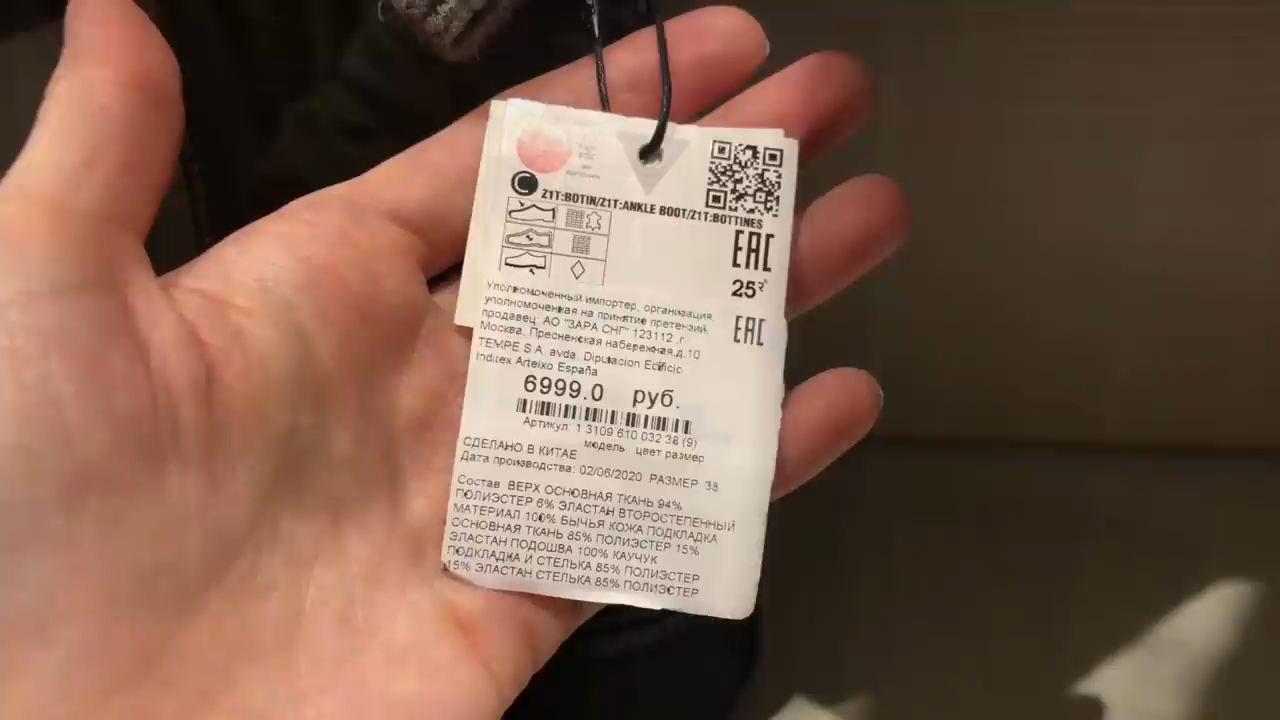 Z1T:BOTIN/Z1T:ANKLE BOOT/Z1T:BOTTINES
EAC
25
EAC
Уполномоченный импортер, организация,
уполномоченная на принятие претензий,
продавец: АО "ЗАРА СНГ" 123112 ,г
Москва, Пресненская набережная,д.10
TEMPE S.A. avda. Diputacion Edificio
Inditex Arteixo España
6999.0 руб.
Артикул: 1 3109 610 032 38 (9)
модель цвет размер
СДЕЛАНО В КИТАЕ
Дата производства: 02/06/2020 РАЗМЕР 38
Состав ВЕРХ ОСНОВНАЯ ТКАНЬ 94%
ПОЛИЭСТЕР 6% ЭЛАСТАН ВТОРОСТЕПЕННЫЙ
МАТЕРИАЛ 100% БЫЧЬЯ КОЖА ПОДКЛАДКА
ОСНОВНАЯ ТКАНЬ 85% ПОЛИЭСТЕР 15%
ЭЛАСТАН ПОДОШВА 100% КАУЧУК
ПОДКЛАДКА И СТЕЛЬКА 85% ПОЛИЭСТЕР
15% ЭЛАСТАН СТЕЛЬКА 85% ПОЛИЭСТЕР